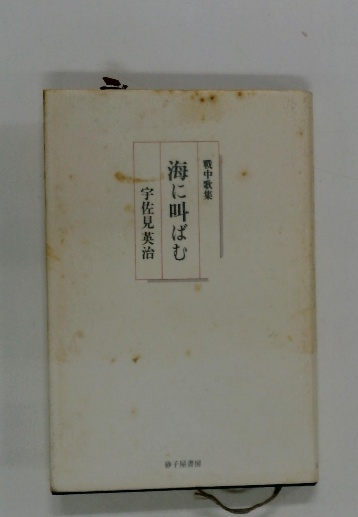 戦中歌集
海に叫ばむ
宇佐見英治
砂子屋書房